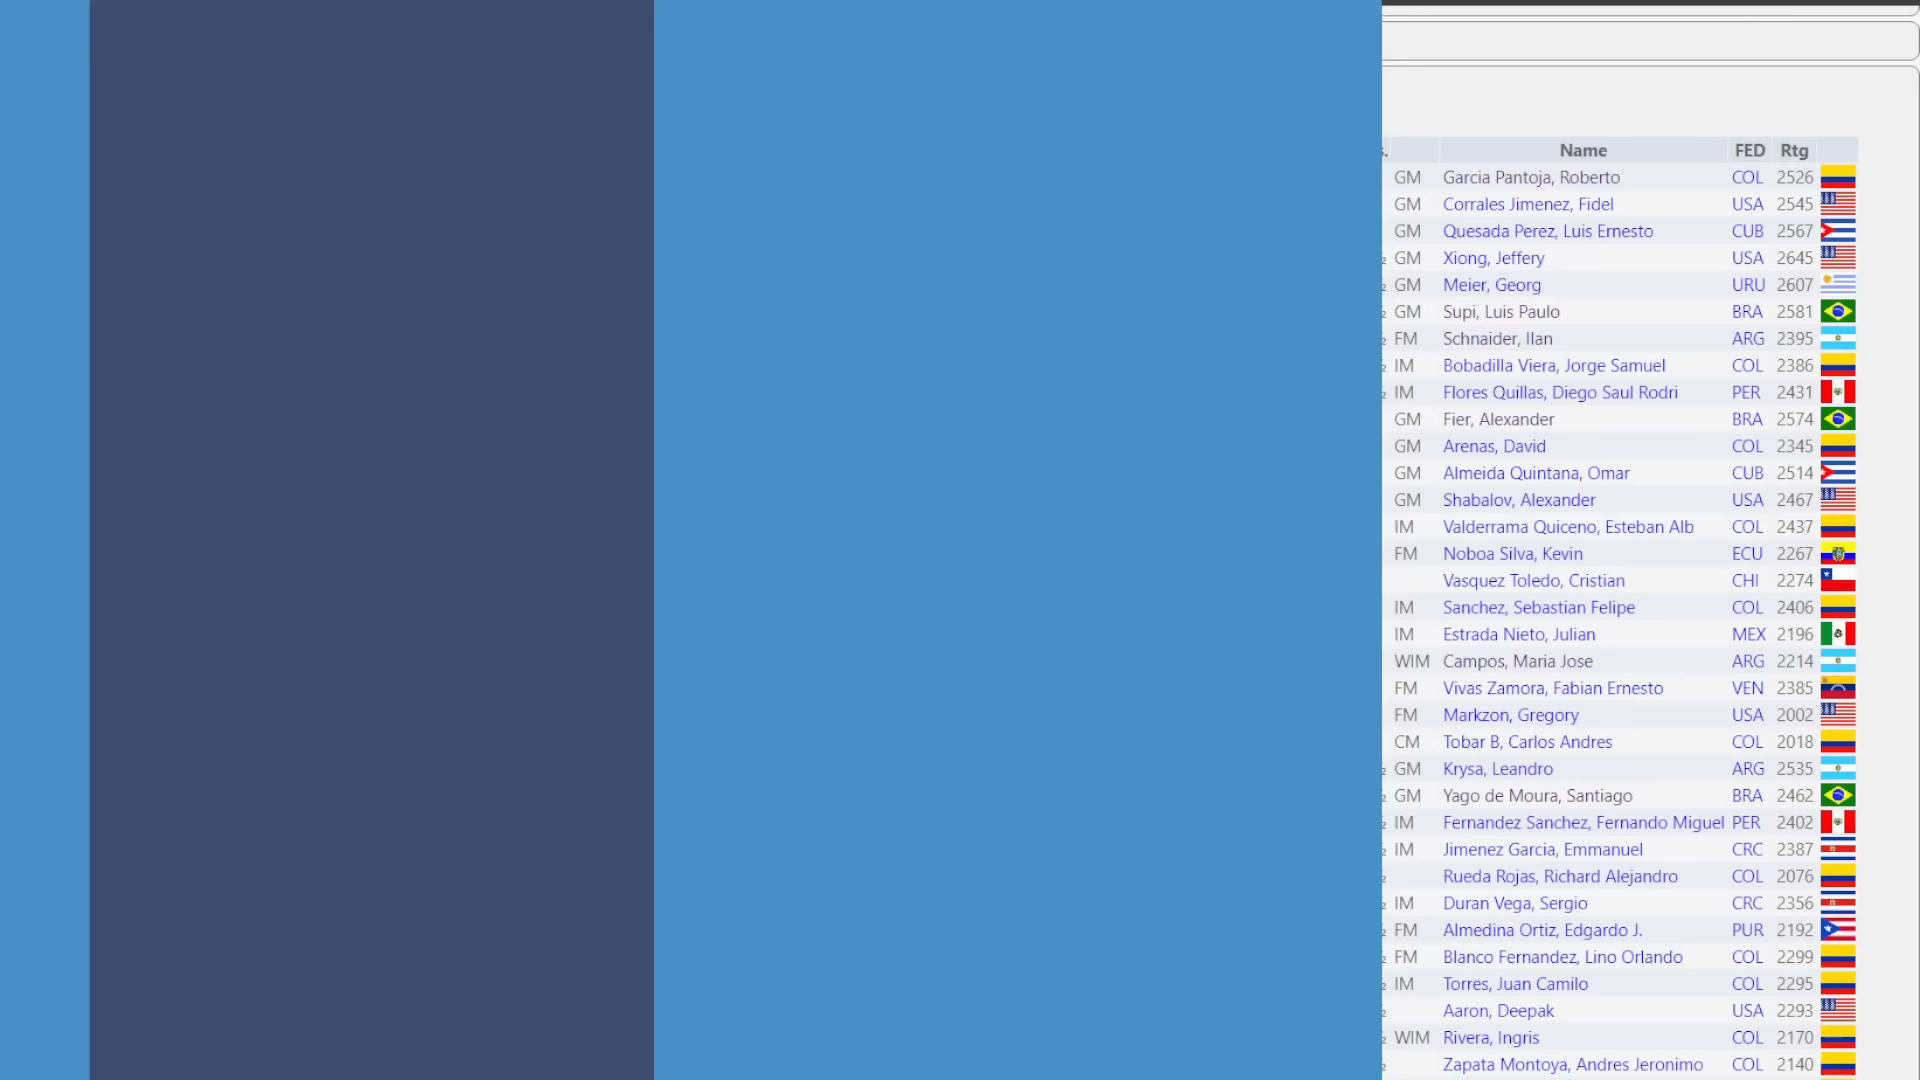 Name FED Rtg
GM Garcia Pantoja, Roberto COL 2526
GM Corrales Jimenez, Fidel USA 2545
GM Quesada Perez, Luis Ernesto CUB 2567
GM Xiong, Jeffery USA 2645
GM Meier, Georg URU 2607
GM Supi, Luis Paulo BRA 2581
FM Schnaider, Ilan ARG 2395
IM Bobadilla Viera, Jorge Samuel COL 2386
IM Flores Quillas, Diego Saul Rodri PER 2431
GM Fier, Alexander BRA 2574
GM Arenas, David COL 2345
GM Almeida Quintana, Omar CUB 2514
GM Shabalov, Alexander USA 2467
IM Valderrama Quiceno, Esteban Alb COL 2437
FM Noboa Silva, Kevin ECU 2267
Vasquez Toledo, Cristian CHI 2274
IM Sanchez, Sebastian Felipe COL 2406
IM Estrada Nieto, Julian MEX 2196
WIM Campos, Maria Jose ARG 2214
FM Vivas Zamora, Fabian Ernesto VEN 2385
FM Markzon, Gregory USA 2002
CM Tobar B, Carlos Andres COL 2018
GM Krysa, Leandro ARG 2535
GM Yago de Moura, Santiago BRA 2462
IM Fernandez Sanchez, Fernando Miguel PER 2402
IM Jimenez Garcia, Emmanuel CRC 2387
Rueda Rojas, Richard Alejandro COL 2076
IM Duran Vega, Sergio CRC 2356
FM Almedina Ortiz, Edgardo J. PUR 2192
FM Blanco Fernandez, Lino Orlando COL 2299
IM Torres, Juan Camilo COL 2295
Aaron, Deepak USA 2293
WIM Rivera, Ingris COL 2170
Zapata Montoya, Andres Jeronimo COL 2140